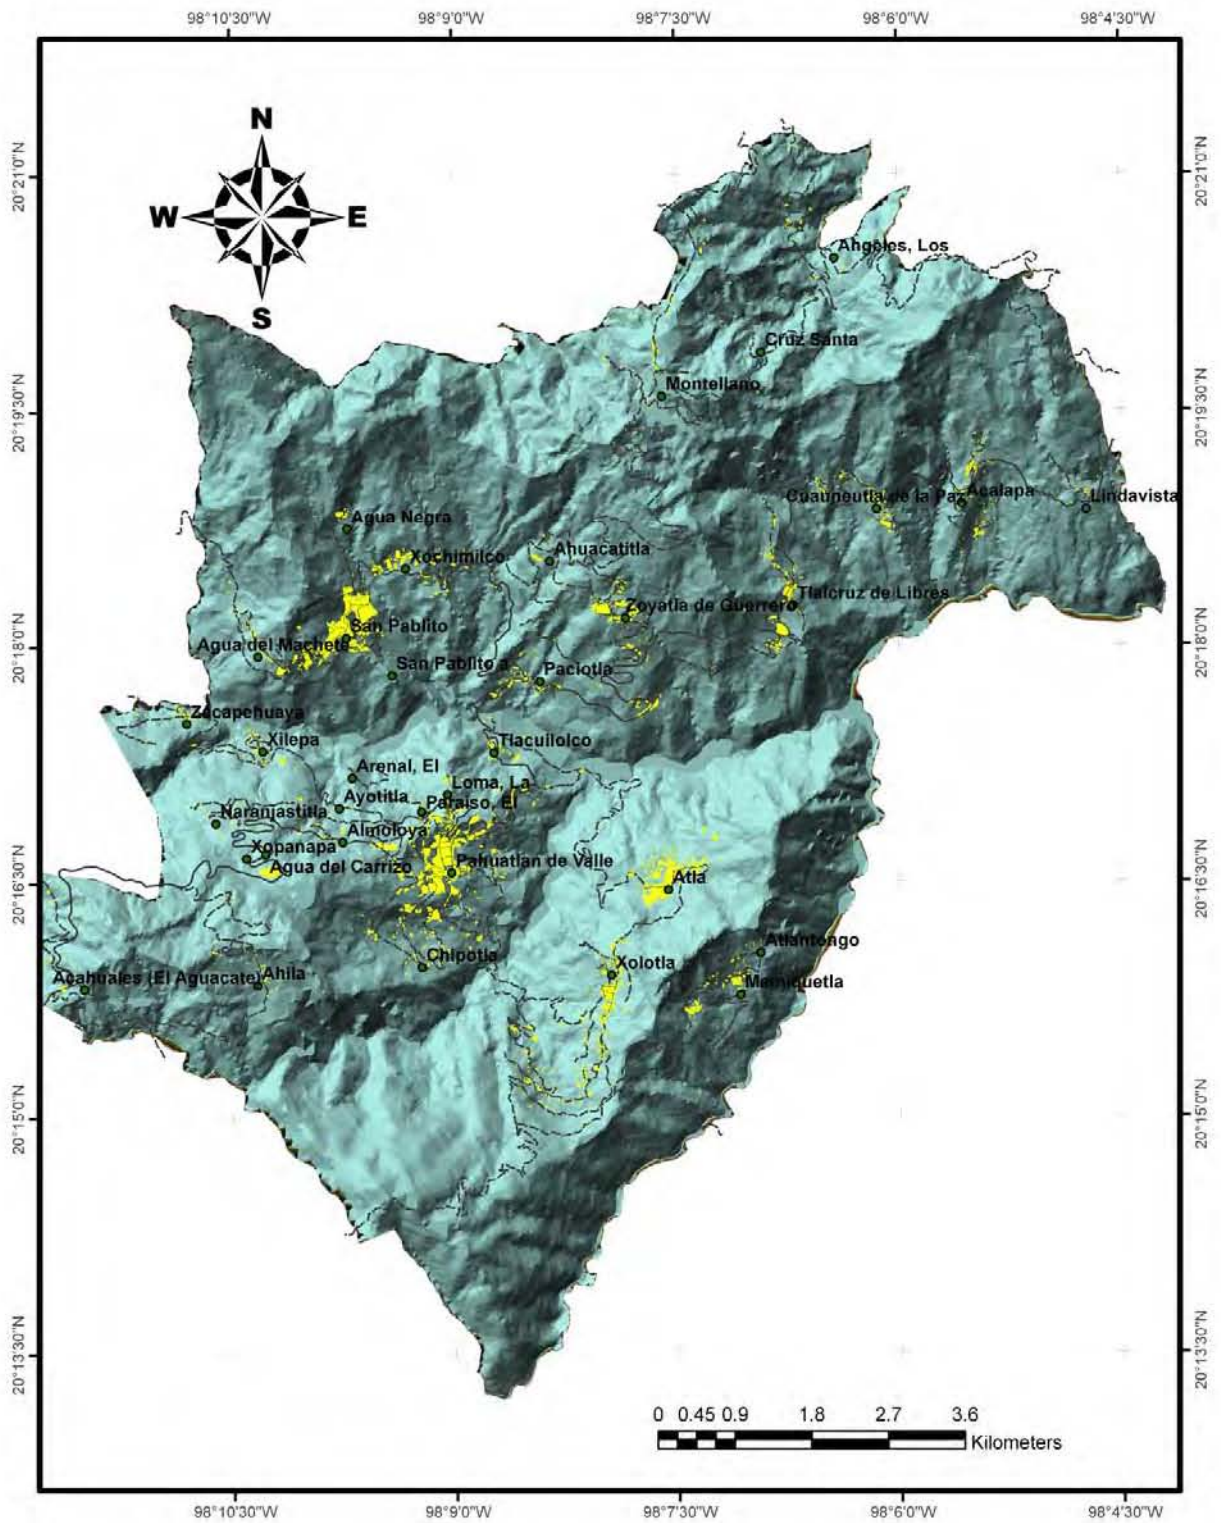 98°10'30"W 98°9'0"W 98°7'30"W 98°6'0"W 98°4'30"W
N
W E
S
20°21'0"N 20°21'0"N
Angeles, Los
Cruz Santa
Montellano
20°19'30"N 20°19'30"N
Cuauneutla de la Paz Acalapa Lindavista
Agua Negra
Xochimilco Ahuacatitla
Zoyatla de Guerrero Tlalcruz de Libres
San Pablito
Agua del Machete
20°18'0"N 20°18'0"N
San Pablito a Paciotla
Zacapehuaya
Xilepa Tlacuilolco
Arenal, El
Loma, La
Ayotitla Paraiso, El
Naranjastitla
Almoloya
Xopanapa
Agua del Carrizo Pahuatlan de Valle
Atla
20°16'30"N 20°16'30"N
Atlantongo
Chipotla Xolotla
Acahuales (El Aguacate) Ahila
Mamiquetla
20°15'0"N 20°15'0"N
20°13'30"N 20°13'30"N
0 0.45 0.9 1.8 2.7 3.6
Kilometers
98°10'30"W 98°9'0"W 98°7'30"W 98°6'0"W 98°4'30"W